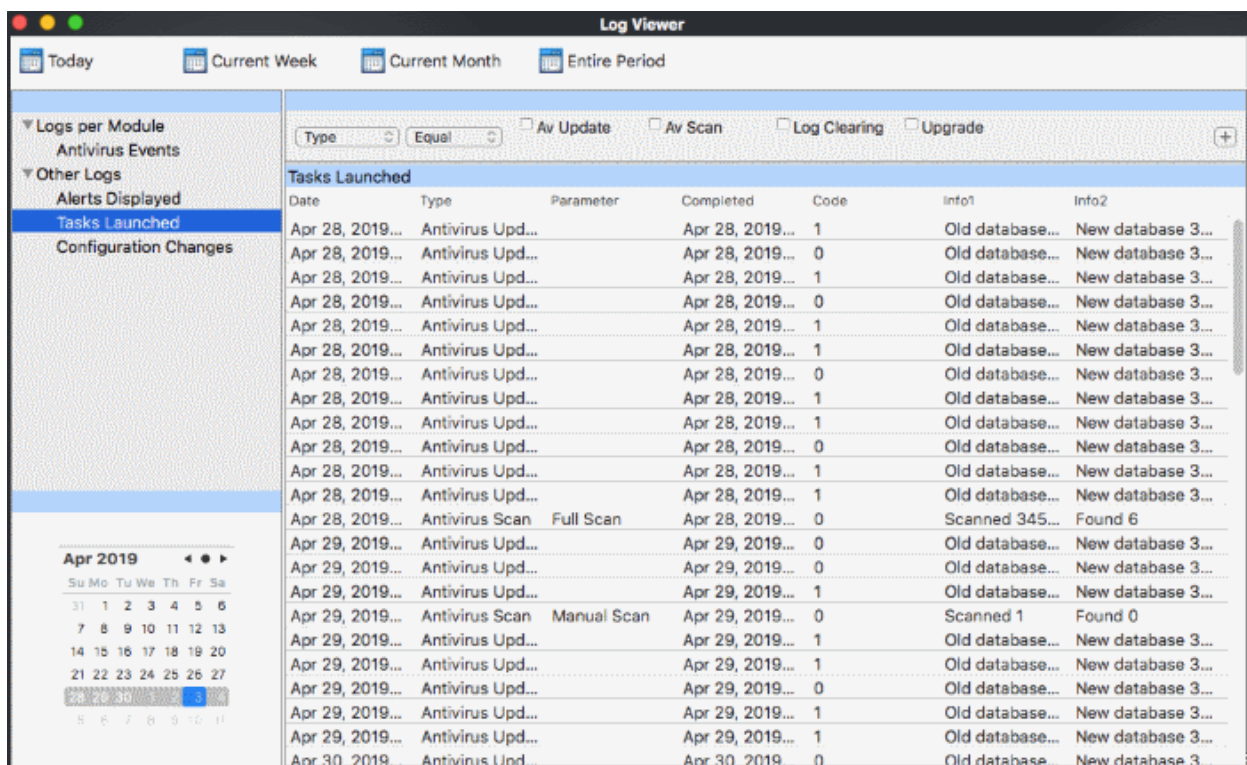 Log Viewer
Today Current Week Current Month Entire Period
Logs per Module
Antivirus Events
Other Logs
Alerts Displayed
Tasks Launched
Configuration Changes
Type Equal Av Update Av Scan Log Clearing Upgrade +
Tasks Launched
Date Type Parameter Completed Code Info1 Info2
Apr 28, 2019... Antivirus Upd... Apr 28, 2019... 1 Old database... New database 3...
Apr 28, 2019... Antivirus Upd... Apr 28, 2019... 0 Old database... New database 3...
Apr 28, 2019... Antivirus Upd... Apr 28, 2019... 1 Old database... New database 3...
Apr 28, 2019... Antivirus Upd... Apr 28, 2019... 0 Old database... New database 3...
Apr 28, 2019... Antivirus Upd... Apr 28, 2019... 1 Old database... New database 3...
Apr 28, 2019... Antivirus Upd... Apr 28, 2019... 1 Old database... New database 3...
Apr 28, 2019... Antivirus Upd... Apr 28, 2019... 0 Old database... New database 3...
Apr 28, 2019... Antivirus Upd... Apr 28, 2019... 1 Old database... New database 3...
Apr 28, 2019... Antivirus Upd... Apr 28, 2019... 1 Old database... New database 3...
Apr 28, 2019... Antivirus Upd... Apr 28, 2019... 0 Old database... New database 3...
Apr 28, 2019... Antivirus Upd... Apr 28, 2019... 1 Old database... New database 3...
Apr 28, 2019... Antivirus Upd... Apr 28, 2019... 1 Old database... New database 3...
Apr 28, 2019... Antivirus Scan Full Scan Apr 28, 2019... 0 Scanned 345... Found 6
Apr 29, 2019... Antivirus Upd... Apr 29, 2019... 0 Old database... New database 3...
Apr 29, 2019... Antivirus Upd... Apr 29, 2019... 0 Old database... New database 3...
Apr 29, 2019... Antivirus Upd... Apr 29, 2019... 1 Old database... New database 3...
Apr 29, 2019... Antivirus Scan Manual Scan Apr 29, 2019... 0 Scanned 1 Found 0
Apr 29, 2019... Antivirus Upd... Apr 29, 2019... 1 Old database... New database 3...
Apr 29, 2019... Antivirus Upd... Apr 29, 2019... 1 Old database... New database 3...
Apr 29, 2019... Antivirus Upd... Apr 29, 2019... 0 Old database... New database 3...
Apr 29, 2019... Antivirus Upd... Apr 29, 2019... 1 Old database... New database 3...
Apr 29, 2019... Antivirus Upd... Apr 29, 2019... 1 Old database... New database 3...
Apr 30, 2019... Antivirus Upd... Apr 30, 2019... 0 Old database... New database 3...
Apr 2019
Su Mo Tu We Th Fr Sa
31 1 2 3 4 5 6
7 8 9 10 11 12 13
14 15 16 17 18 19 20
21 22 23 24 25 26 27
28 29 30 1 2 3 4
5 6 7 8 9 10 11